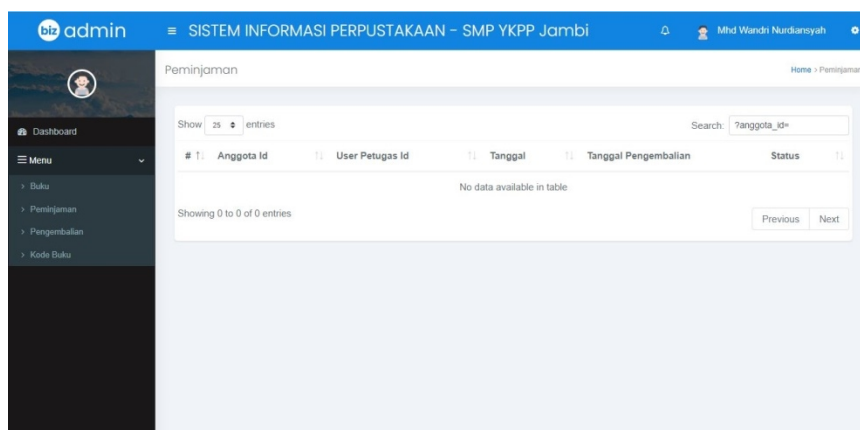 biz admin
≡ SISTEM INFORMASI PERPUSTAKAAN - SMP YKPP Jambi
Mhd Wandri Nurdiansyah
Peminjaman
Home > Peminjaman
Dashboard
Menu
> Buku
> Peminjaman
> Pengembalian
> Kode Buku
Show 25 entries
Search: ?anggota_id=
# Anggota Id User Petugas Id Tanggal Tanggal Pengembalian Status
No data available in table
Showing 0 to 0 of 0 entries
Previous Next